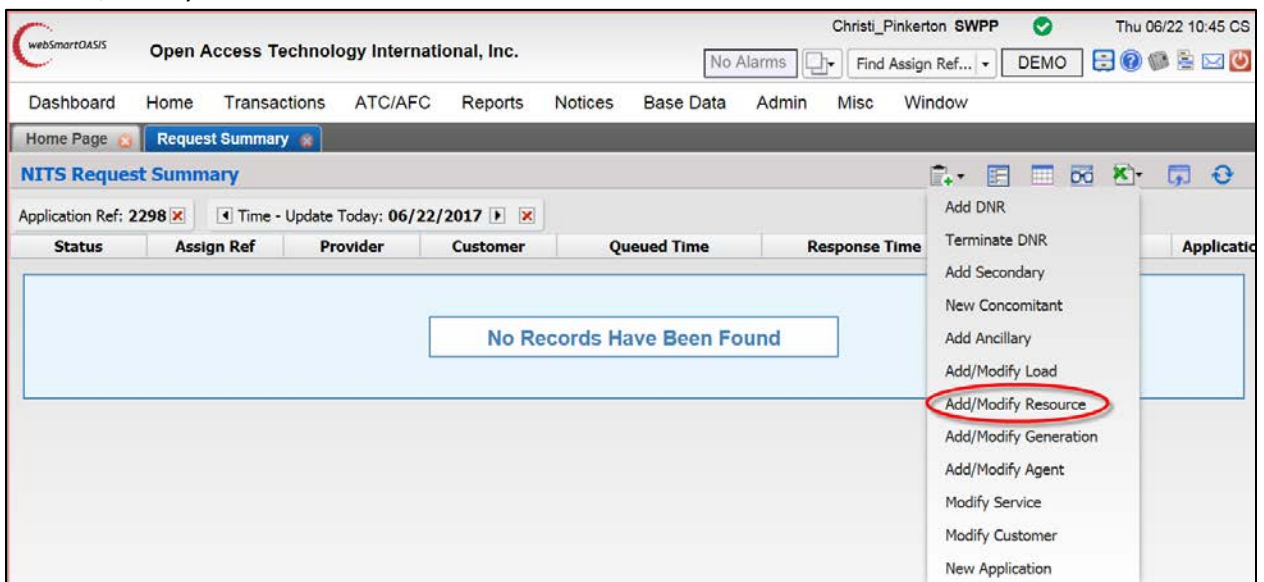 Christi_Pinkerton SWPP Thu 06/22 10:45 CS
webSmartOASIS Open Access Technology International, Inc.
No Alarms Find Assign Ref... DEMO
Dashboard Home Transactions ATC/AFC Reports Notices Base Data Admin Misc Window
Home Page Request Summary
NITS Request Summary
Application Ref: 2298 Time - Update Today: 06/22/2017
Status Assign Ref Provider Customer Queued Time Response Time Applicatio
No Records Have Been Found
Add DNR
Terminate DNR
Add Secondary
New Concomitant
Add Ancillary
Add/Modify Load
Add/Modify Resource
Add/Modify Generation
Add/Modify Agent
Modify Service
Modify Customer
New Application